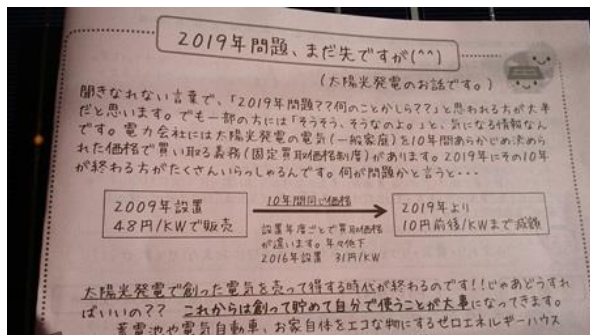 2019年問題、まだ先ですが(^^)
(太陽光発電のお話です。)
聞きなれない言葉で、「2019年問題??何のことかしら??」と思われる方が大半
だと思います。でも一部の方には「そうそう、そうなのよ。」と、気になる情報なん
です。電力会社には太陽光発電の電気(一般家庭)を10年間あらかじめ決めら
れた価格で買い取る義務(固定買取価格制度)があります。2019年にその10年
が終わる方がたくさんいらっしゃるんです。何が問題かと言うと・・・
2009年設置
48円/KWで販売
10年間同じ価格
設置年度ごとで買取価格
が違います。年々低下
2016年設置 31円/KW
2019年より
10円前後/KWまで減額
太陽光発電で創った電気を売って得する時代が終わるのです!!じゃあどうすれ
ばいいの?? これからは創って貯めて自分で使うことが大事になってきます。
蓄電池や電気自動車、お家自体をエコな物にするゼロエネルギーハウス